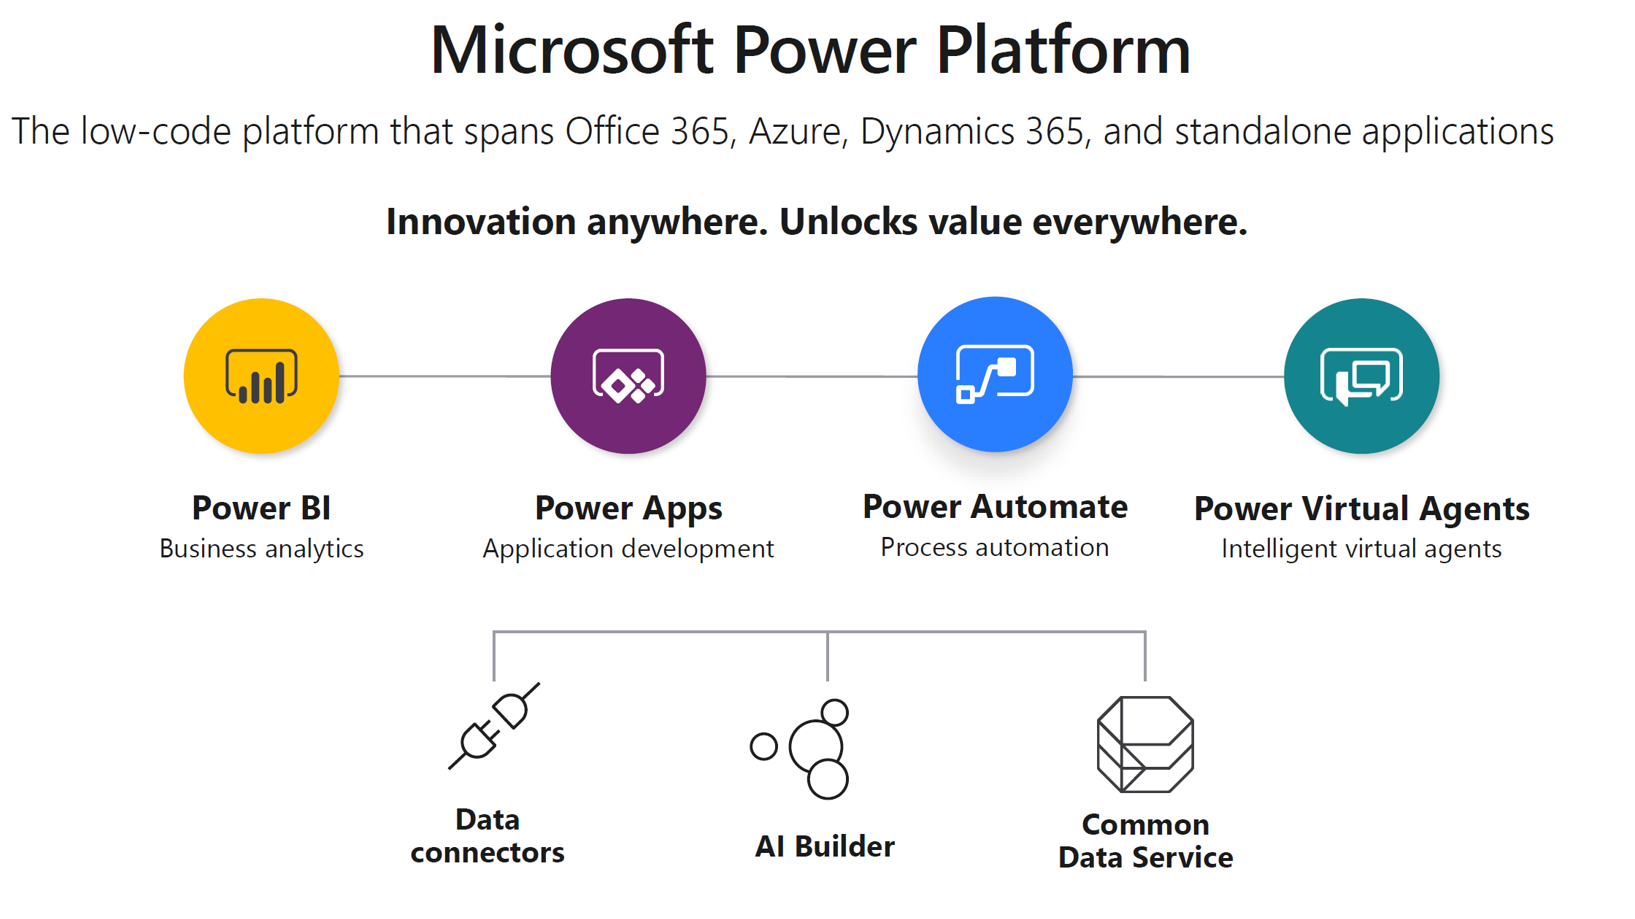 Microsoft Power Platform
The low-code platform that spans Office 365, Azure, Dynamics 365, and standalone applications
Innovation anywhere. Unlocks value everywhere.
Power BI
Business analytics
Power Apps
Application development
Power Automate
Process automation
Power Virtual Agents
Intelligent virtual agents
Data
connectors
AI Builder
Common
Data Service